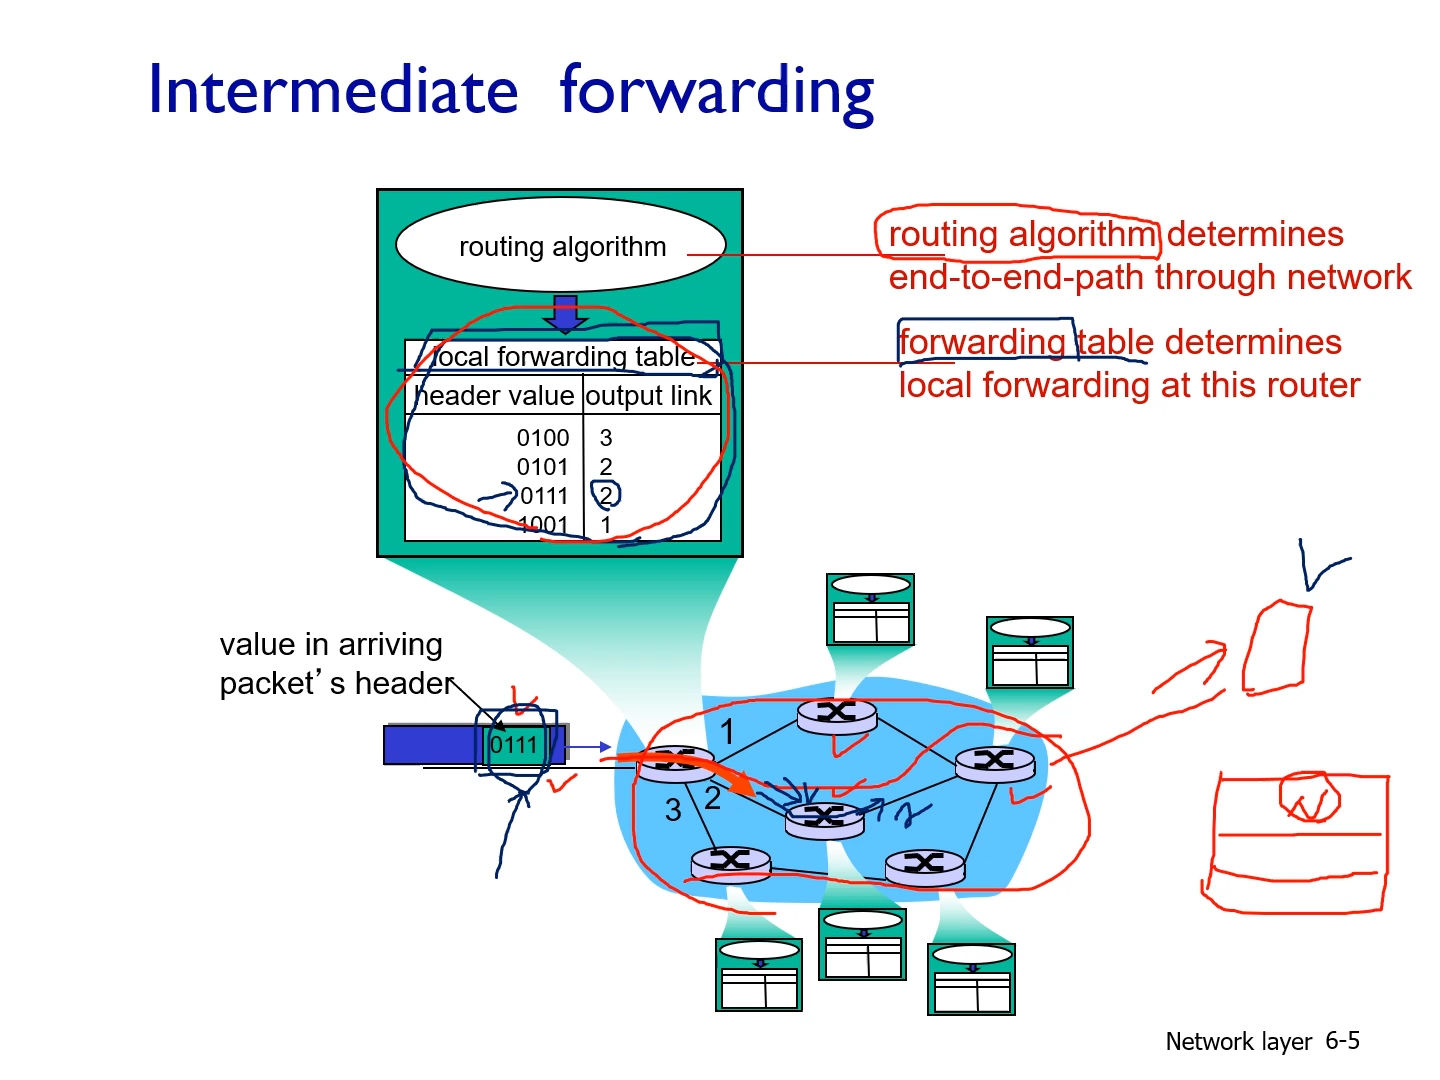 Intermediate forwarding
routing algorithm
routing algorithm determines
end-to-end-path through network
local forwarding table
forwarding table determines
local forwarding at this router
header value output link
0100 3
0101 2
0111 2
1001 1
value in arriving
packet’s header
0111
1
2
3
2
Network layer 6-5